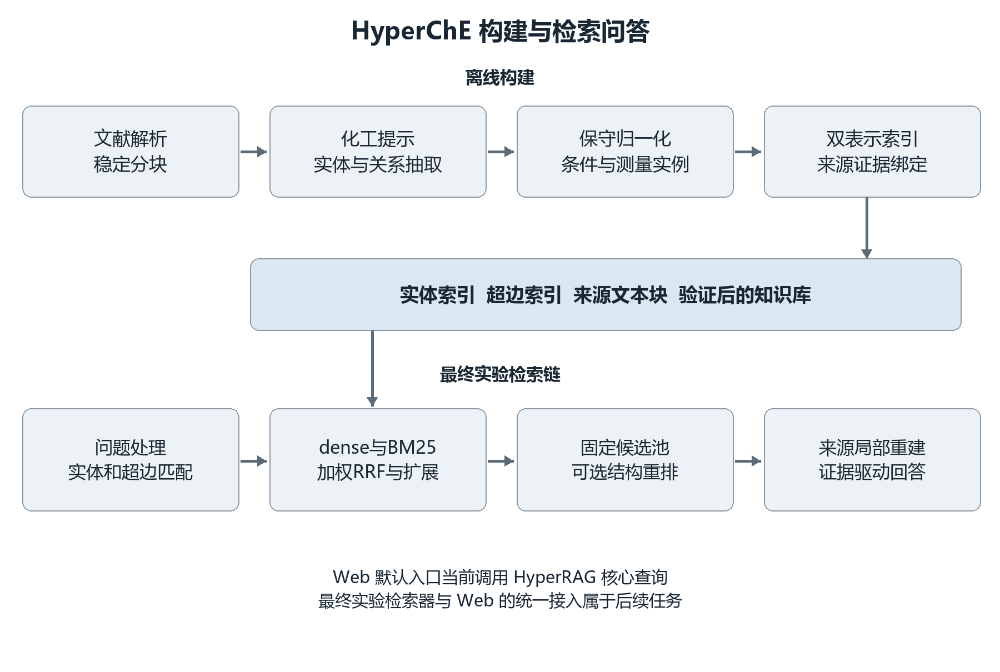 HyperChE 构建与检索问答
离线构建
文献解析
稳定分块
化工提示
实体与关系抽取
保守归一化
条件与测量实例
双表示索引
来源证据绑定
实体索引 超边索引 来源文本块 验证后的知识库
最终实验检索链
问题处理
实体和超边匹配
dense与BM25
加权RRF与扩展
固定候选池
可选结构重排
来源局部重建
证据驱动回答
Web 默认入口当前调用 HyperRAG 核心查询
最终实验检索器与 Web 的统一接入属于后续任务